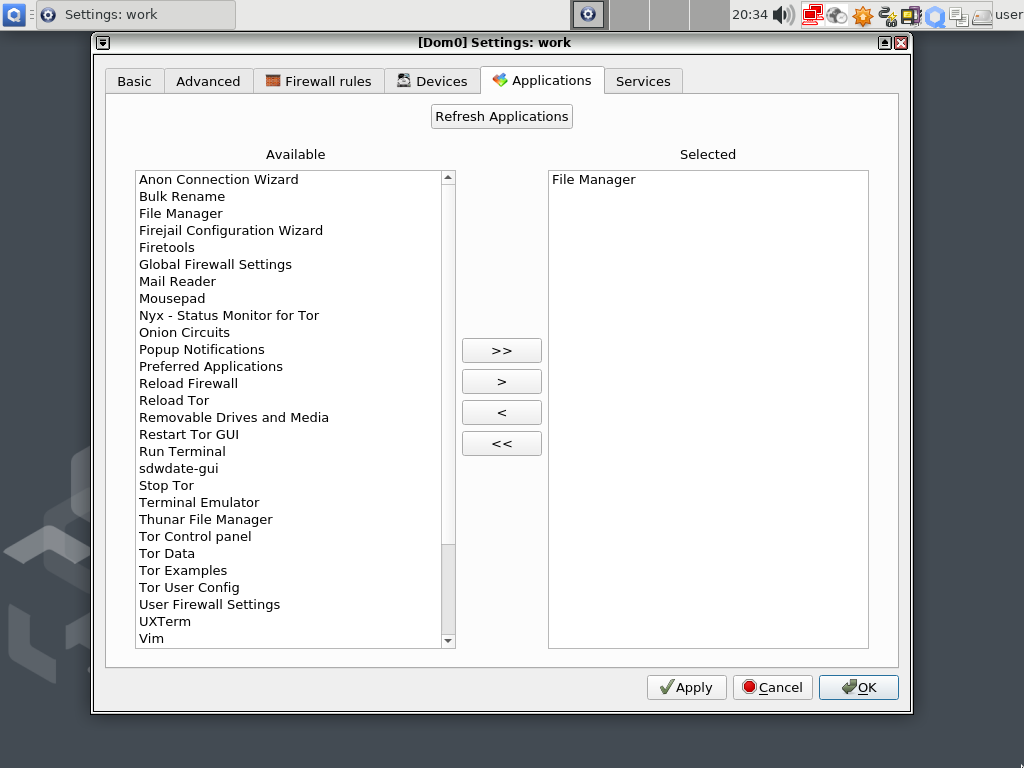 Settings: work
20:34
user
[Dom0] Settings: work
Basic
Advanced
Firewall rules
Devices
Applications
Services
Refresh Applications
Available
Selected
Anon Connection Wizard
Bulk Rename
File Manager
Firejail Configuration Wizard
Firetools
Global Firewall Settings
Mail Reader
Mousepad
Nyx - Status Monitor for Tor
Onion Circuits
Popup Notifications
Preferred Applications
Reload Firewall
Reload Tor
Removable Drives and Media
Restart Tor GUI
Run Terminal
sdwdate-gui
Stop Tor
Terminal Emulator
Thunar File Manager
Tor Control panel
Tor Data
Tor Examples
Tor User Config
User Firewall Settings
UXTerm
Vim
>>
>
<
<<
File Manager
Apply
Cancel
OK